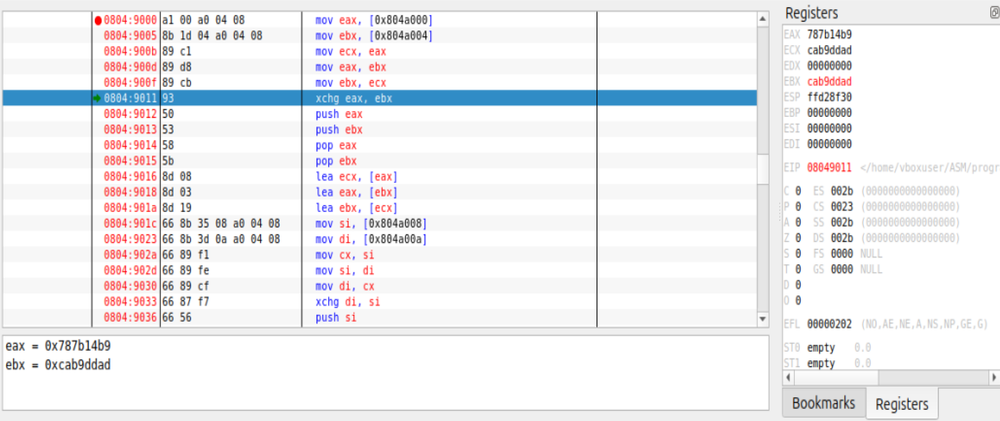 0804:9000 a1 00 a0 04 08 mov eax, [0x804a000]
0804:9005 8b 1d 04 a0 04 08 mov ebx, [0x804a004]
0804:900b 89 c1 mov ecx, eax
0804:900d 89 d8 mov eax, ebx
0804:900f 89 cb mov ebx, ecx
0804:9011 93 xchg eax, ebx
0804:9012 50 push eax
0804:9013 53 push ebx
0804:9014 58 pop eax
0804:9015 5b pop ebx
0804:9016 8d 08 lea ecx, [eax]
0804:9018 8d 03 lea eax, [ebx]
0804:901a 8d 19 lea ebx, [ecx]
0804:901c 66 8b 35 08 a0 04 08 mov si, [0x804a008]
0804:9023 66 8b 3d 0a a0 04 08 mov di, [0x804a00a]
0804:902a 66 89 f1 mov cx, si
0804:902d 66 89 fe mov si, di
0804:9030 66 89 cf mov di, cx
0804:9033 66 87 f7 xchg di, si
0804:9036 66 56 push si
eax = 0x787b14b9
ebx = 0xcab9ddad
Registers
EAX 787b14b9
ECX cab9ddad
EDX 00000000
EBX cab9ddad
ESP ffd28f30
EBP 00000000
ESI 00000000
EDI 00000000
EIP 08049011 </home/vboxuser/ASM/progr
C 0 ES 002b (0000000000000000)
P 0 CS 0023 (0000000000000000)
A 0 SS 002b (0000000000000000)
Z 0 DS 002b (0000000000000000)
S 0 FS 0000 NULL
T 0 GS 0000 NULL
D 0
O 0
EFL 00000202 (NO,AE,NE,A,NS,NP,GE,G)
ST0 empty 0.0
ST1 empty 0.0
Bookmarks Registers